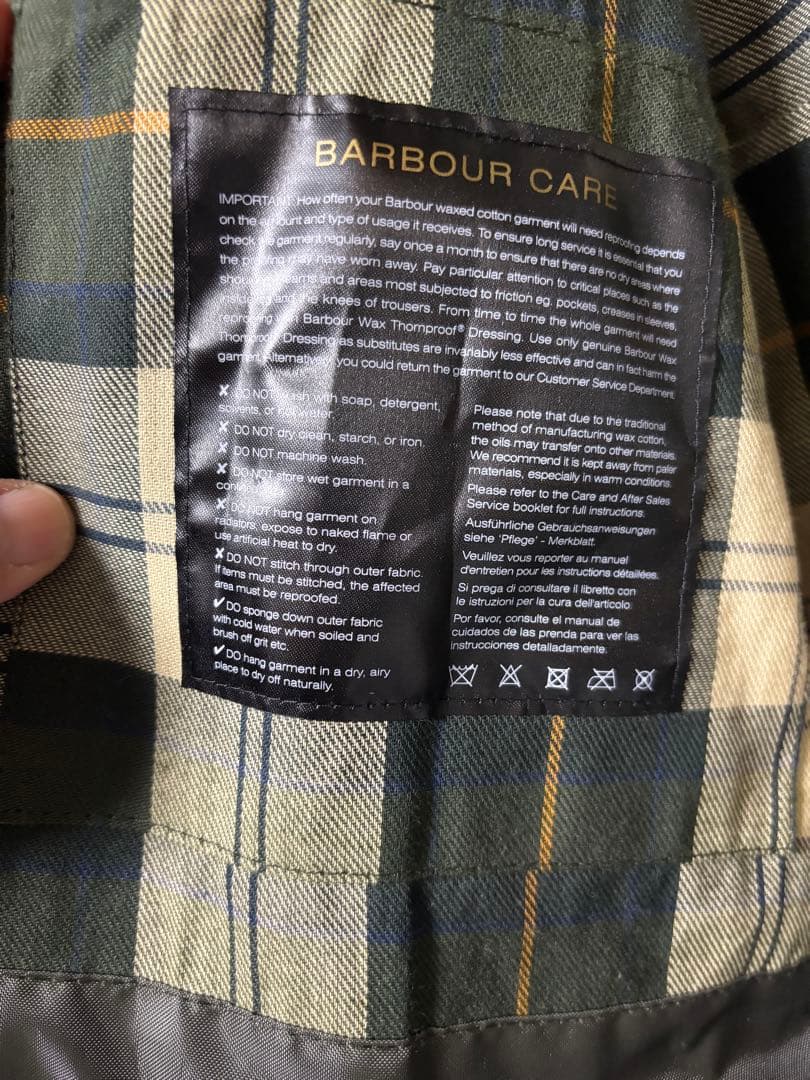 BARBOUR CARE
IMPORTANT How often your Barbour waxed cotton garment will need reproofing depends
on the amount and type of usage it receives. To ensure long service it is essential that you
check garment regularly, say once a month to ensure that there are no dry areas where
the proofing may have worn away. Pay particular attention to critical places such as the
seams and areas most subjected to friction eg. pockets, creases in sleeves,
and the knees of trousers. From time to time the whole garment will need
Barbour Wax Thornproof® Dressing. Use only genuine Barbour Wax
Thornproof Dressing as substitutes are invariably less effective and can in fact harm the
garment. Alternatively you could return the garment to our Customer Service Department.
✘ DO NOT wash with soap, detergent,
solvents, or hot water.
✘ DO NOT dry clean, starch, or iron.
✘ DO NOT machine wash.
✘ DO NOT store wet garment in a
✘ DO NOT hang garment on
radiators, expose to naked flame or
use artificial heat to dry.
✘ DO NOT stitch through outer fabric.
If items must be stitched, the affected
area must be reproofed.
✔ DO sponge down outer fabric
with cold water when soiled and
brush off grit etc.
✔ DO hang garment in a dry, airy
place to dry off naturally.
Please note that due to the traditional
method of manufacturing wax cotton,
the oils may transfer onto other materials.
We recommend it is kept away from paler
materials, especially in warm conditions.
Please refer to the Care and After Sales
Service booklet for full instructions.
Ausführliche Gebrauchsanweisungen
siehe 'Pflege' - Merkblatt.
Veuillez vous reporter au manuel
d'entretien pour les instructions détaillées.
Si prega di consultare il libretto con
le istruzioni per la cura dell'articolo.
Por favor, consulte el manual de
cuidados de las prenda para ver las
instrucciones detalladamente.